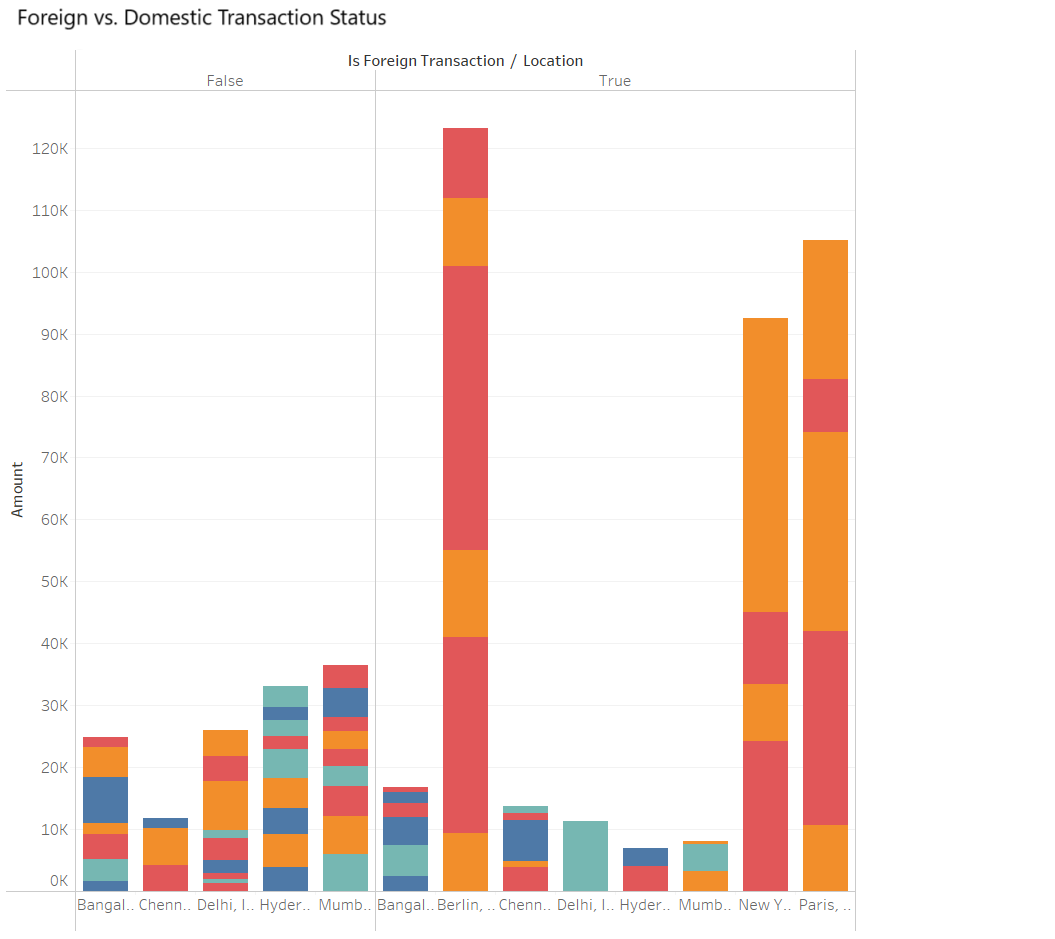 Foreign vs. Domestic Transaction Status
Is Foreign Transaction / Location
False True
120K
110K
100K
90K
80K
70K
60K
50K
40K
30K
20K
10K
0K
Amount
Bangal.. Chenn.. Delhi, I.. Hyder.. Mumb.. Bangal.. Berlin, .. Chenn.. Delhi, I.. Hyder.. Mumb.. New Y.. Paris, ..